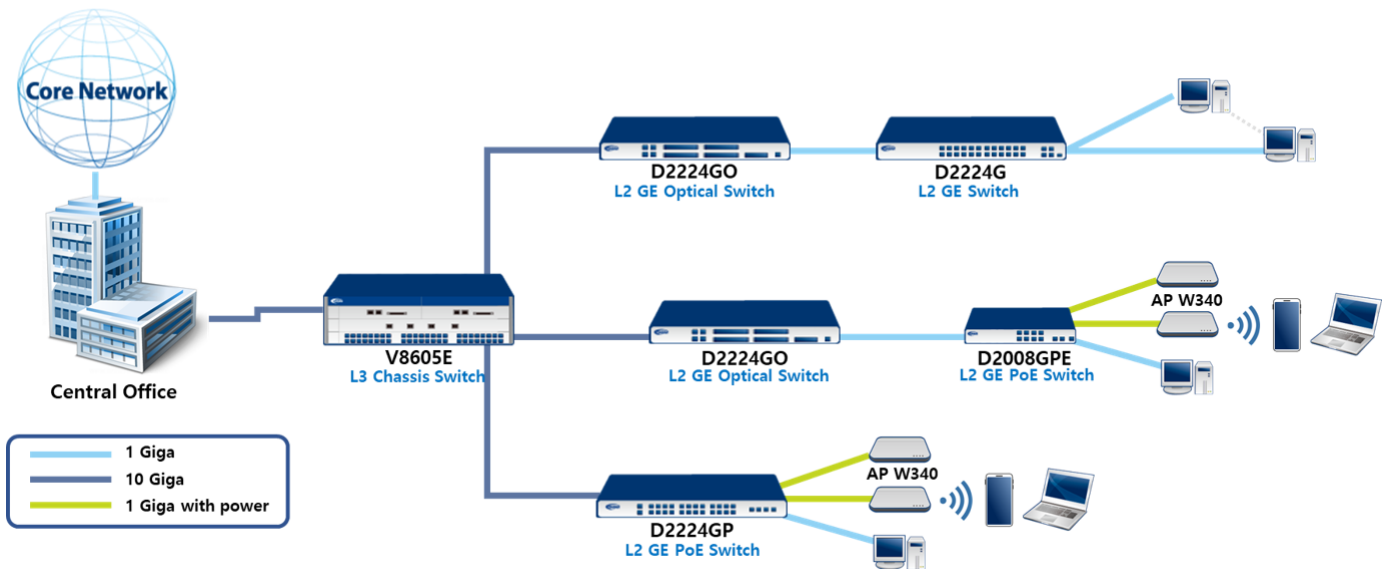 Core Network
D2224GO
L2 GE Optical Switch
D2224G
L2 GE Switch
Central Office
V8605E
L3 Chassis Switch
D2224GO
L2 GE Optical Switch
AP W340
D2008GPE
L2 GE PoE Switch
1 Giga
10 Giga
1 Giga with power
AP W340
D2224GP
L2 GE PoE Switch